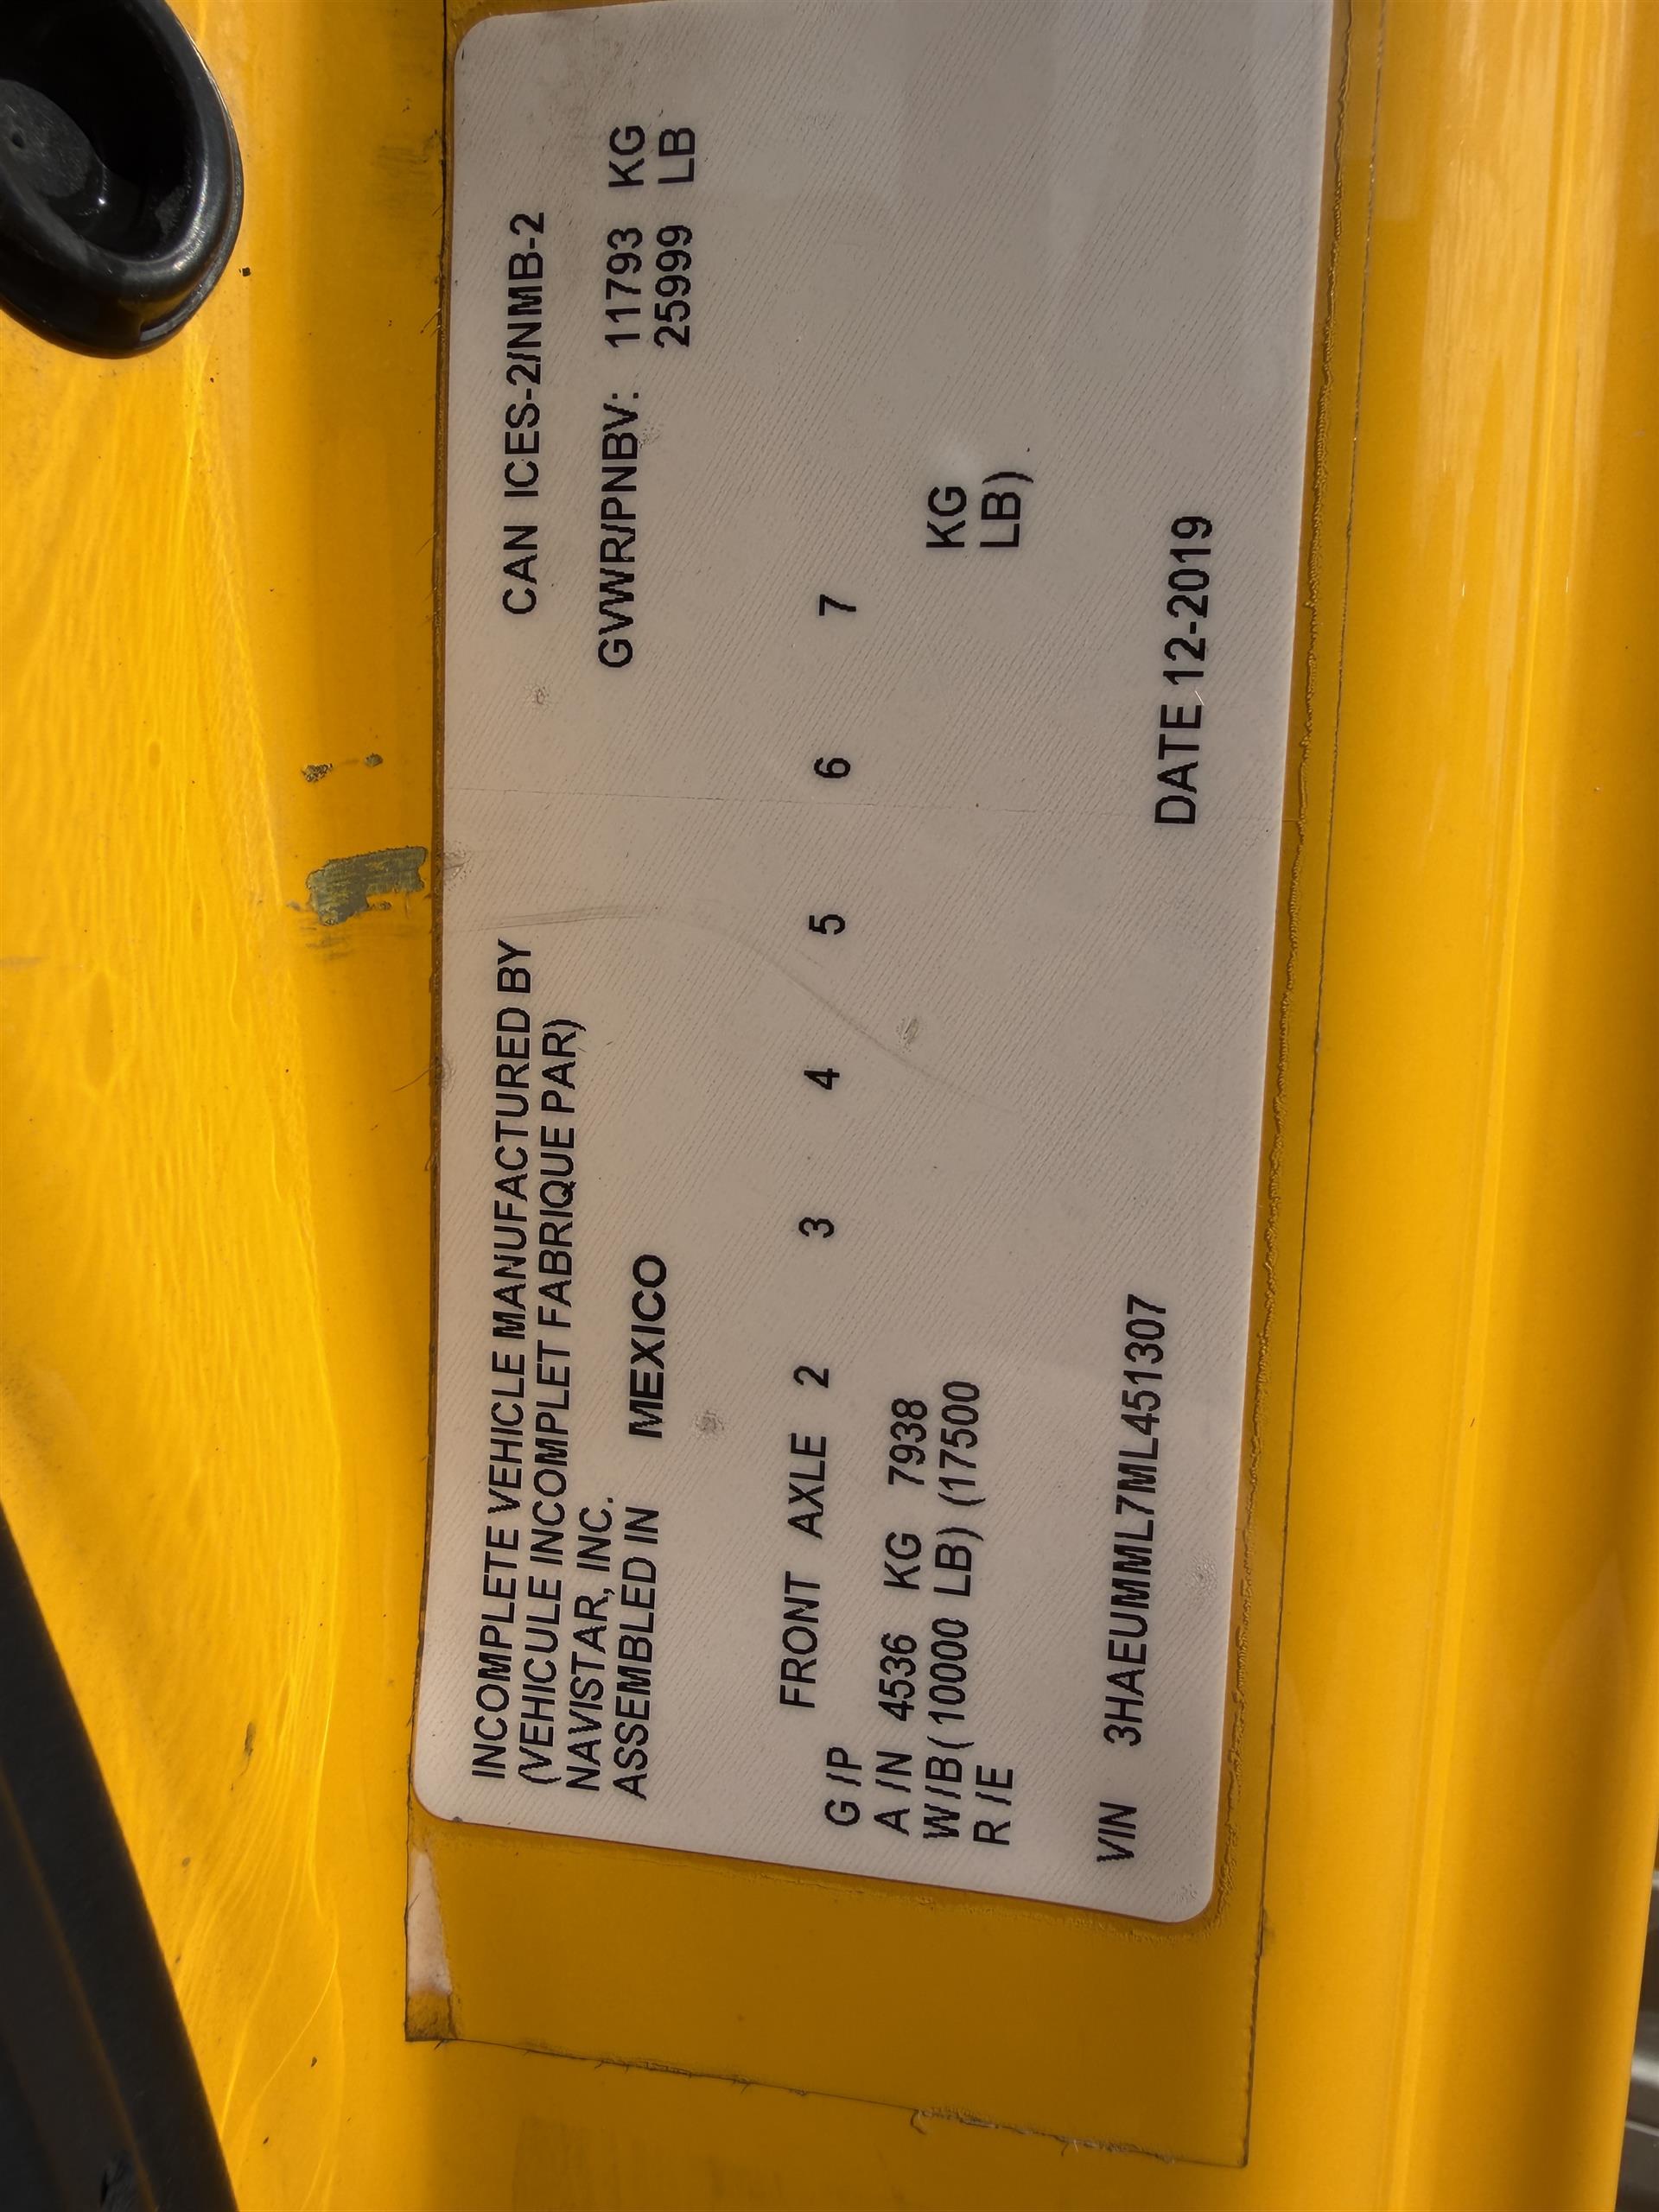 INCOMPLETE VEHICLE MANUFACTURED BY
(VEHICULE INCOMPLET FABRIQUE PAR)
NAVISTAR, INC.
ASSEMBLED IN MEXICO
CAN ICES-2/NMB-2
GVWR/PNBV: 11793 KG
25999 LB
FRONT AXLE 2 3 4 5 6 7
G/P
A/N 4536 KG 7938 KG
W/B (10000 LB) (17500 LB)
R/E
VIN 3HAEUMML7ML451307 DATE 12-2019